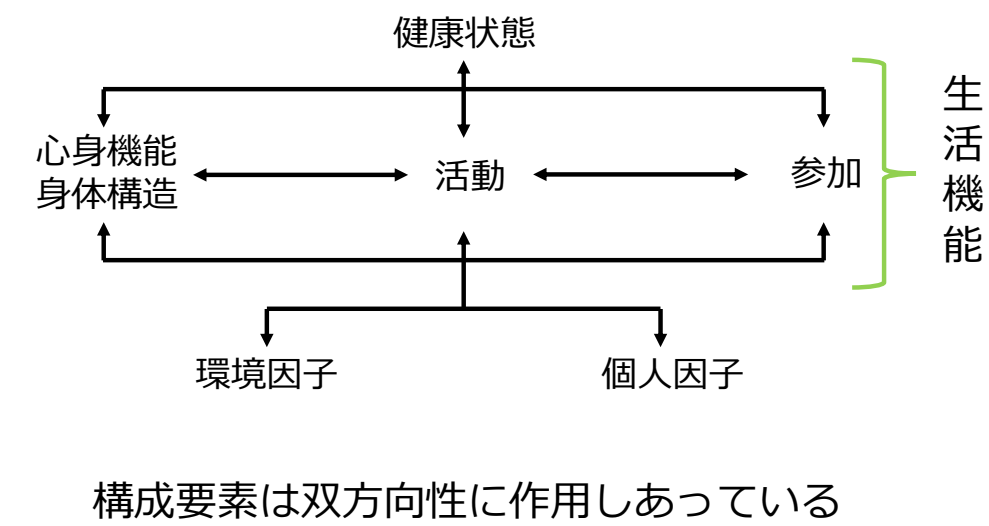 健康状態
心身機能
身体構造
活動
参加
生活機能
環境因子
個人因子
構成要素は双方向性に作用しあっている